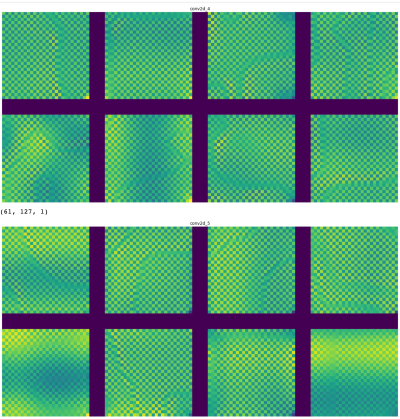 conv2d_4
(61, 127, 1)
conv2d_5